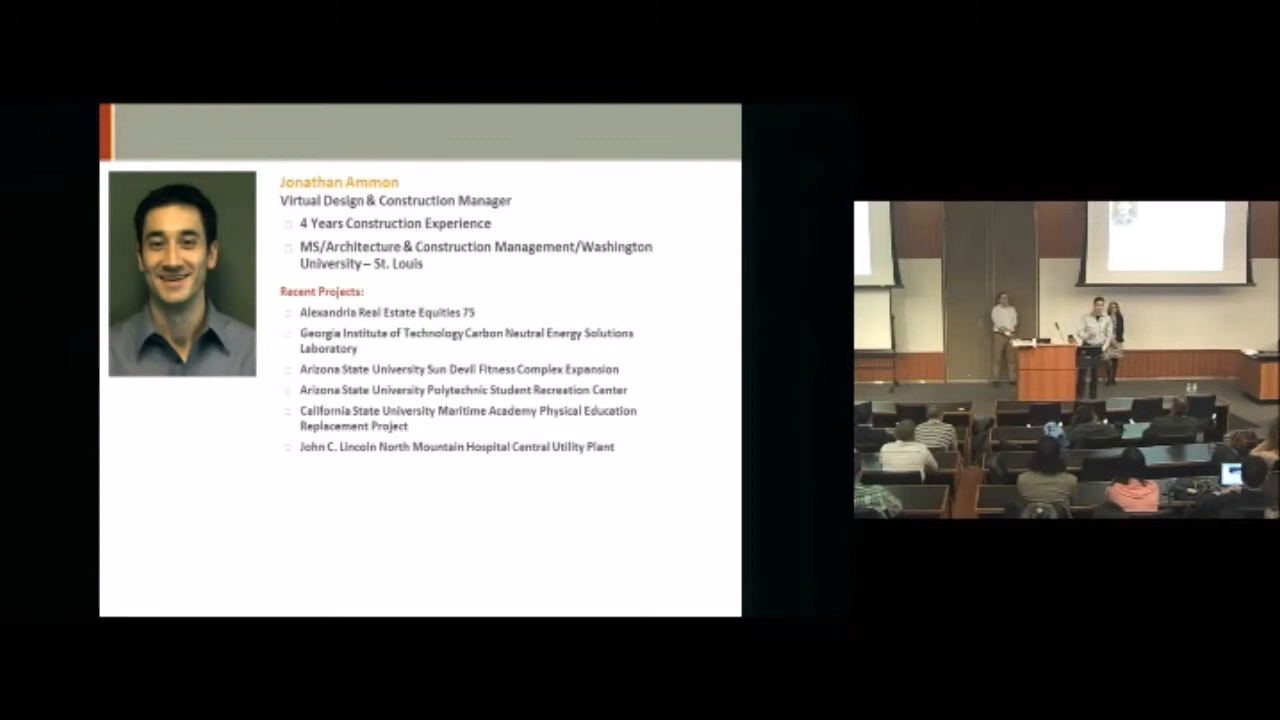 Jonathan Ammon
Virtual Design & Construction Manager
4 Years Construction Experience
MS/Architecture & Construction Management/Washington
University – St. Louis
Recent Projects:
Alexandria Real Estate Equities 75
Georgia Institute of Technology Carbon Neutral Energy Solutions
Laboratory
Arizona State University Sun Devil Fitness Complex Expansion
Arizona State University Polytechnic Student Recreation Center
California State University Maritime Academy Physical Education
Replacement Project
John C. Lincoln North Mountain Hospital Central Utility Plant